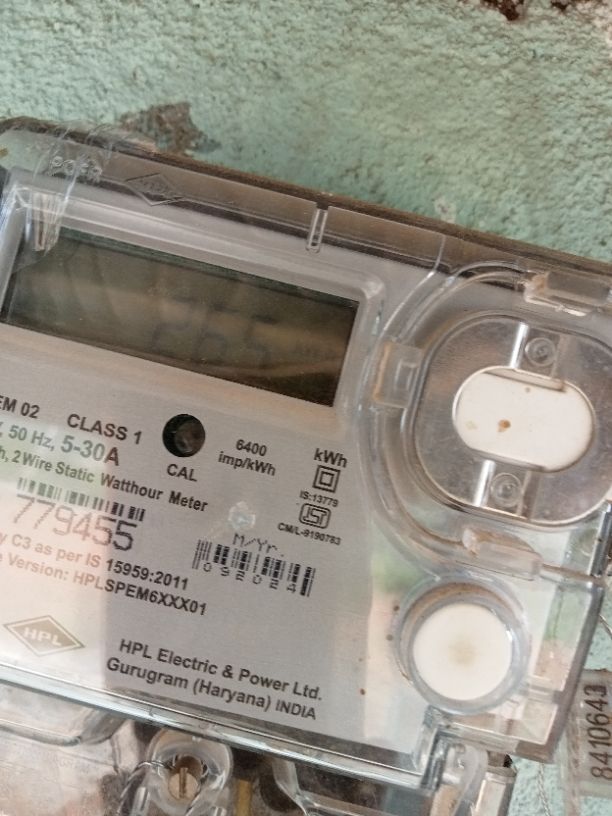 265
EM 02 CLASS 1
50 Hz, 5-30A
2 Wire Static Watthour Meter
CAL
6400
imp/kWh
kWh
IS:13779
ISI
CM/L-9190783
779455
M/Yr.
C3 as per IS 15959:2011
Version: HPLSPEM6XXX01
HPL
HPL Electric & Power Ltd.
Gurugram (Haryana) INDIA
8410643